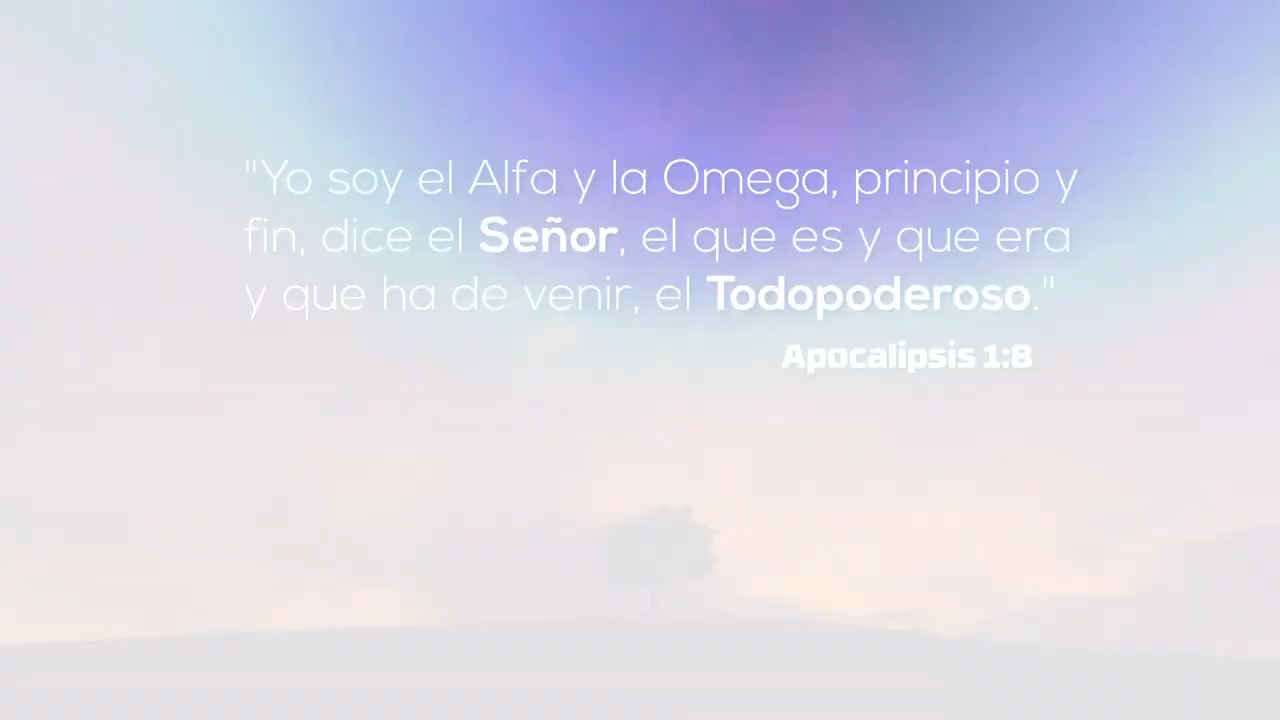 "Yo soy el Alfa y la Omega, principio y
fin, dice el Señor, el que es y que era
y que ha de venir, el Todopoderoso."
Apocalipsis 1:8